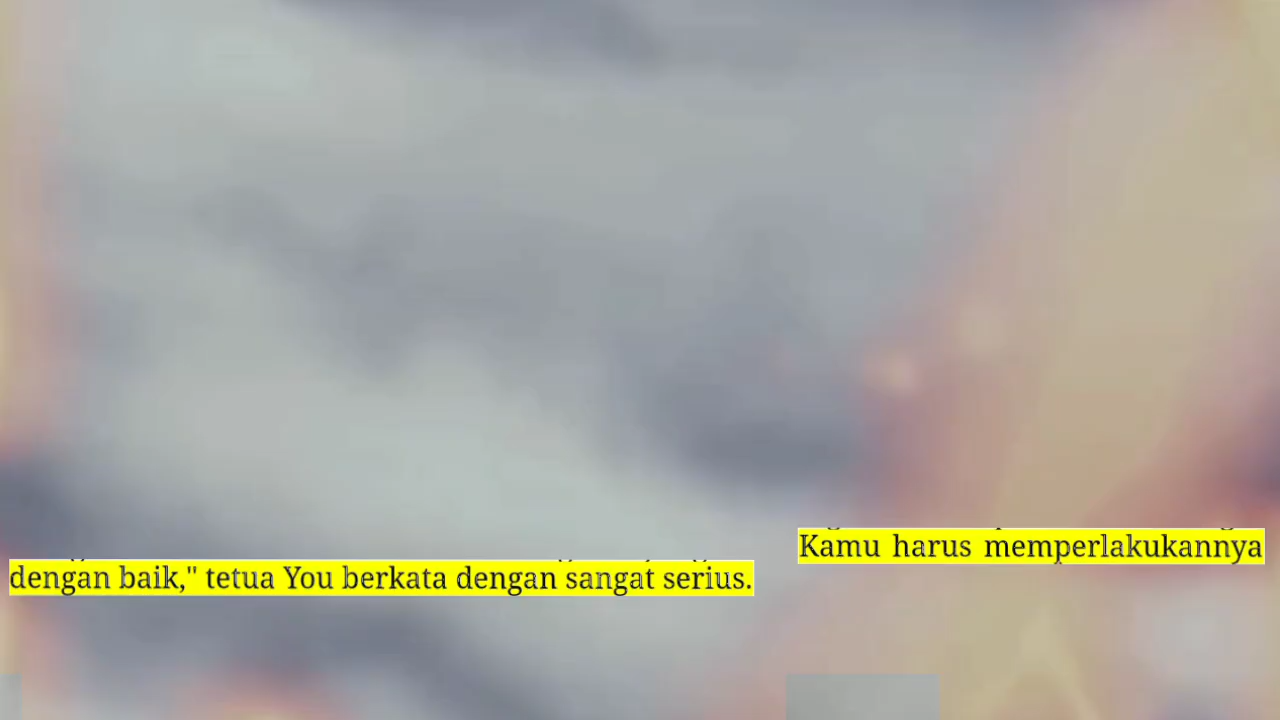 Kamu harus memperlakukannya
dengan baik," tetua You berkata dengan sangat serius.